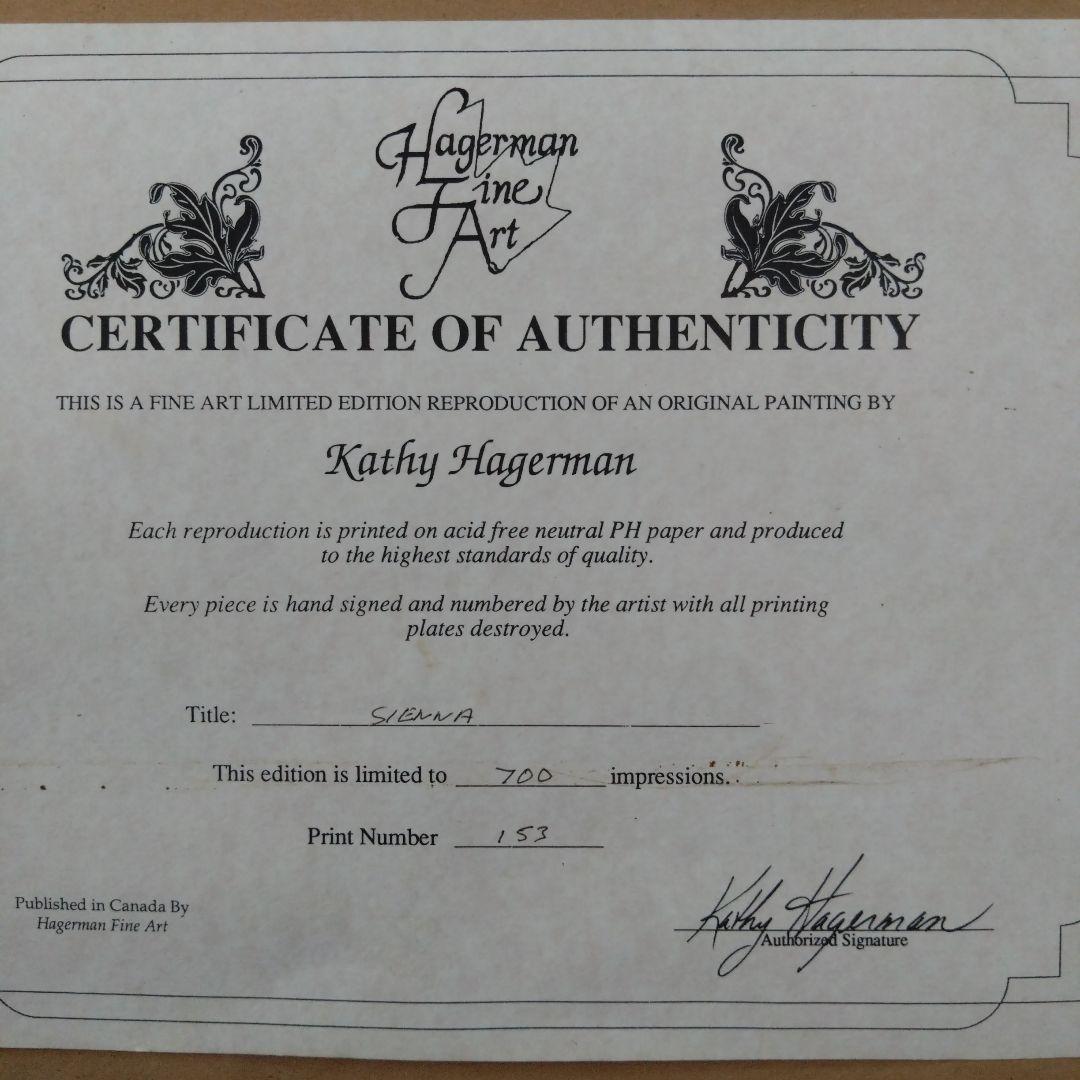 Hagerman
Fine
Art
CERTIFICATE OF AUTHENTICITY
THIS IS A FINE ART LIMITED EDITION REPRODUCTION OF AN ORIGINAL PAINTING BY
Kathy Hagerman
Each reproduction is printed on acid free neutral PH paper and produced
to the highest standards of quality.
Every piece is hand signed and numbered by the artist with all printing
plates destroyed.
Title: SIENNA
This edition is limited to 700 impressions.
Print Number 153
Published in Canada By
Hagerman Fine Art
Kathy Hagerman
Authorized Signature